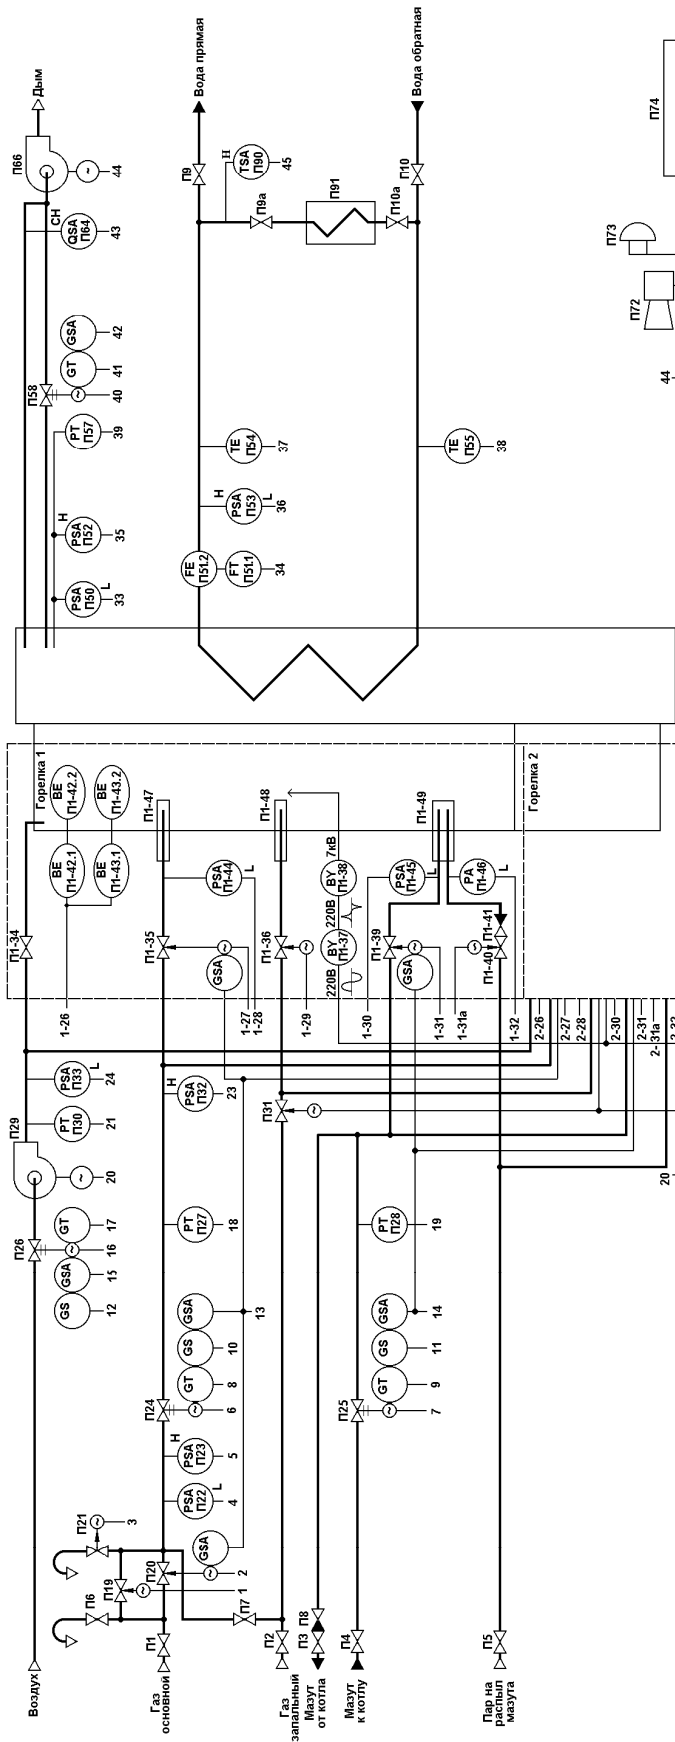 Дым
П66
44
CH
QSA
П64
43
GSA
42
GT
41
П58
40
PT
П57
39
H
PSA
П52
35
PSA
П50
L
33
Вода прямая
Вода обратная
П9
H
TSA
П90
45
П9а
П91
П10а
П10
TE
П54
37
H
PSA
П53
L
36
FE
П51.2
FT
П51.1
34
TE
П55
38
П74
П73
П72
44
Горелка 1
Горелка 2
BE
П1-42.2
BE
П1-43.2
BE
П1-42.1
BE
П1-43.1
1-26
П1-34
П1-47
PSA
П1-44
L
П1-35
GSA
1-27
1-28
П1-48
П1-36
1-29
7кВ
BY
П1-38
220В
BY
П1-37
220В
П1-49
PSA
П1-45
L
PA
П1-46
L
П1-39
GSA
П1-41
П1-40
1-30
1-31
1-31а
1-32
2-26
2-27
2-28
2-30
2-31
2-31а
2-32
П29
PSA
П33
L
24
PT
П30
21
20
П26
GT
17
16
GSA
15
GS
12
H
PSA
П32
23
П31
PT
П27
18
PT
П28
19
20
GSA
13
GS
10
GT
8
П24
6
H
PSA
П23
5
PSA
П22
L
4
GSA
14
GS
11
GT
9
П25
7
П21
3
П20
GSA
2
П19
1
П6
П7
П1
П2
П8
П3
П4
П5
Воздух
Газ
основной
Газ
запальный
Мазут
от котла
Мазут
к котлу
Пар на
распыл
мазута